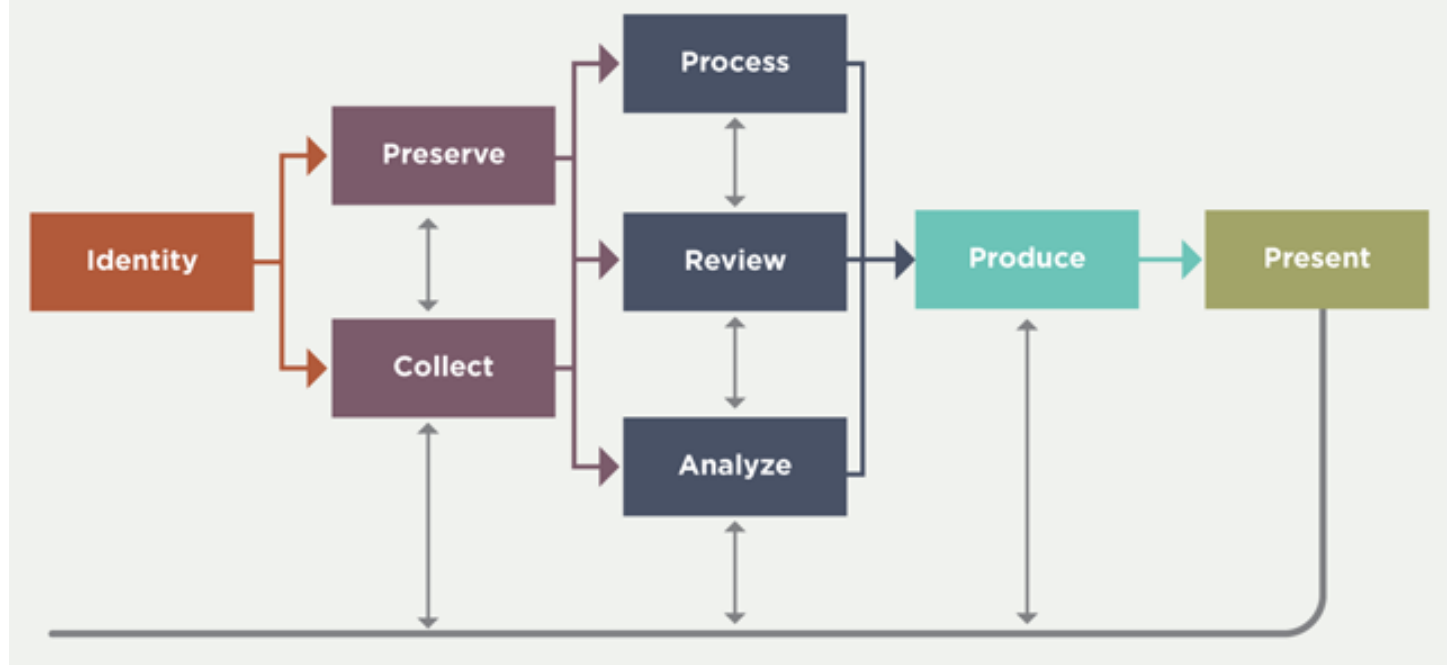 Identity
Preserve
Collect
Process
Review
Analyze
Produce
Present